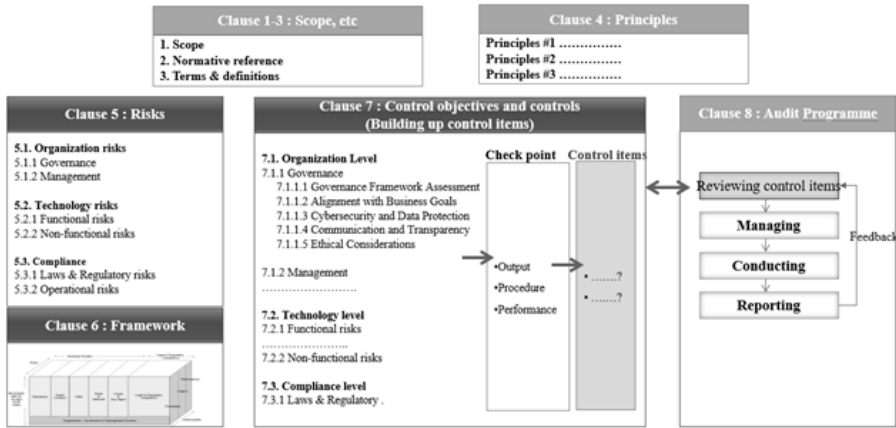 Clause 1-3 : Scope, etc
1. Scope
2. Normative reference
3. Terms & definitions
Clause 4 : Principles
Principles #1 ……………
Principles #2 ……………
Principles #3 ……………
Clause 5 : Risks
5.1. Organization risks
5.1.1 Governance
5.1.2 Management
5.2. Technology risks
5.2.1 Functional risks
5.2.2 Non-functional risks
5.3. Compliance
5.3.1 Laws & Regulatory risks
5.3.2 Operational risks
Clause 6 : Framework
Clause 7 : Control objectives and controls
(Building up control items)
7.1. Organization Level
7.1.1 Governance
7.1.1.1 Governance Framework Assessment
7.1.1.2 Alignment with Business Goals
7.1.1.3 Cybersecurity and Data Protection
7.1.1.4 Communication and Transparency
7.1.1.5 Ethical Considerations
7.1.2 Management
……………………
7.2. Technology level
7.2.1 Functional risks
…………………..
7.2.2 Non-functional risks
7.3. Compliance level
7.3.1 Laws & Regulatory .
Check point
•Output
•Procedure
•Performance
Control items
• …….?
• …….?
Clause 8 : Audit Programme
Reviewing control items
Managing
Conducting
Reporting
Feedback